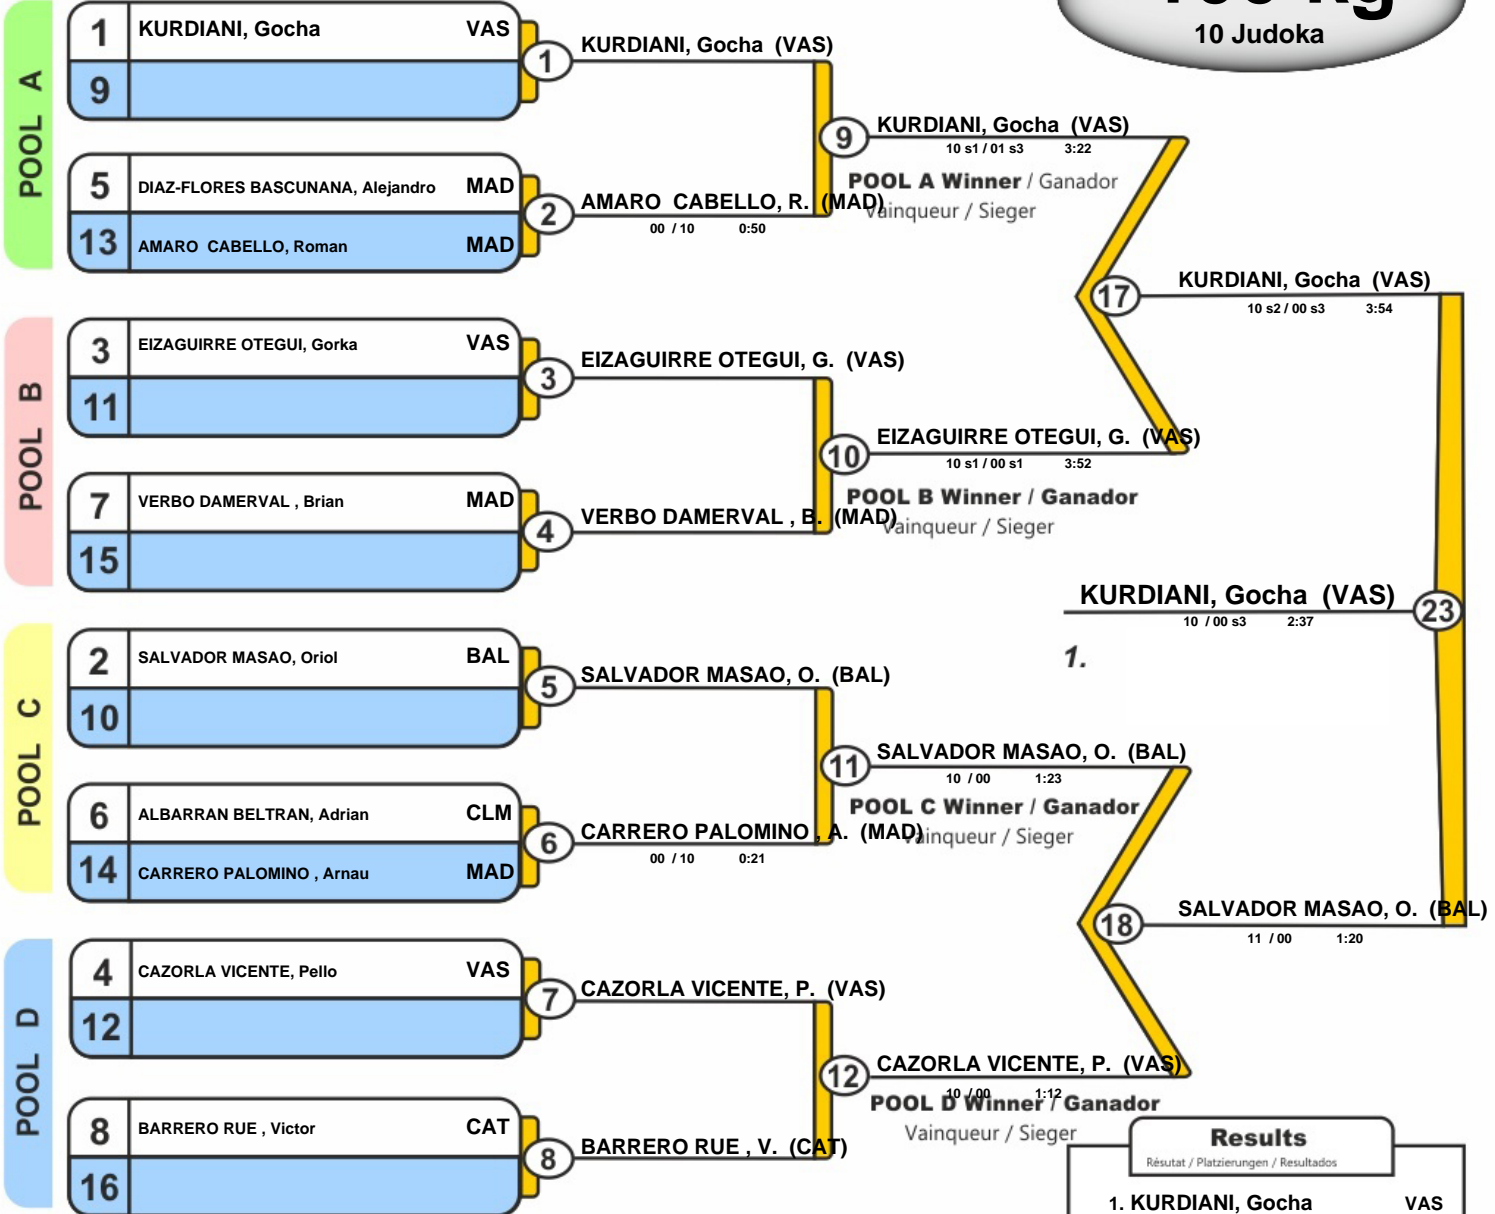 10 Judoka
POOL A
1 KURDIANI, Gocha VAS
9
1
KURDIANI, Gocha (VAS)
5 DIAZ-FLORES BASCUNANA, Alejandro MAD
13 AMARO CABELLO, Roman MAD
2
AMARO CABELLO, R. (MAD)
00 / 10 0:50
9
KURDIANI, Gocha (VAS)
10 s1 / 01 s3 3:22
POOL A Winner / Ganador
Vainqueur / Sieger
POOL B
3 EIZAGUIRRE OTEGUI, Gorka VAS
11
3
EIZAGUIRRE OTEGUI, G. (VAS)
7 VERBO DAMERVAL , Brian MAD
15
4
VERBO DAMERVAL , B. (MAD)
10
EIZAGUIRRE OTEGUI, G. (VAS)
10 s1 / 00 s1 3:52
POOL B Winner / Ganador
Vainqueur / Sieger
17
KURDIANI, Gocha (VAS)
10 s2 / 00 s3 3:54
KURDIANI, Gocha (VAS)
23
10 / 00 s3 2:37
1.
POOL C
2 SALVADOR MASAO, Oriol BAL
10
5
SALVADOR MASAO, O. (BAL)
6 ALBARRAN BELTRAN, Adrian CLM
14 CARRERO PALOMINO , Arnau MAD
6
CARRERO PALOMINO , A. (MAD)
00 / 10 0:21
11
SALVADOR MASAO, O. (BAL)
10 / 00 1:23
POOL C Winner / Ganador
Vainqueur / Sieger
POOL D
4 CAZORLA VICENTE, Pello VAS
12
7
CAZORLA VICENTE, P. (VAS)
8 BARRERO RUE , Victor CAT
16
8
BARRERO RUE , V. (CAT)
12
CAZORLA VICENTE, P. (VAS)
10 / 00 1:12
POOL D Winner / Ganador
Vainqueur / Sieger
18
SALVADOR MASAO, O. (BAL)
11 / 00 1:20
Results
Résutat / Platzierungen / Resultados
1. KURDIANI, Gocha VAS